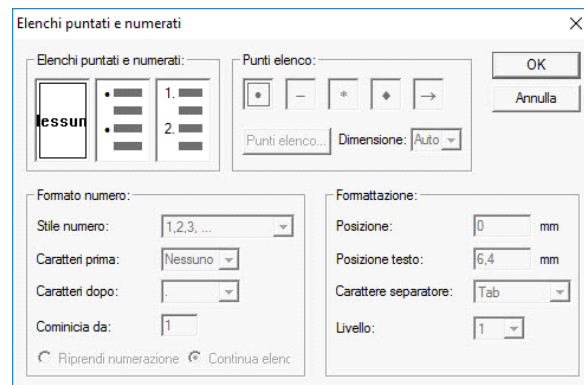 Elenchi puntati e numerati
Elenchi puntati e numerati:
lessun
1.
2.
Punti elenco:
Punti elenco...
Dimensione: Auto
OK
Annulla
Formato numero:
Stile numero: 1,2,3, ...
Caratteri prima: Nessuno
Caratteri dopo: .
Cominicia da: 1
Riprendi numerazione
Continua elenc
Formattazione:
Posizione: 0 mm
Posizione testo: 6,4 mm
Carattere separatore: Tab
Livello: 1